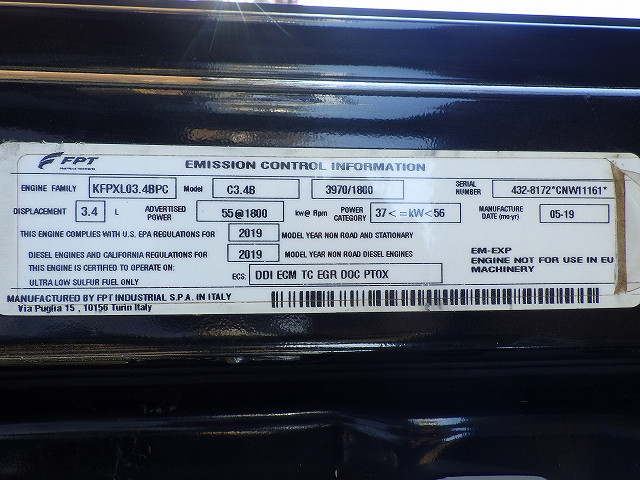 FPT
EMISSION CONTROL INFORMATION
ENGINE FAMILY KFPXL03.4BPC Model C3.4B 3970/1800 SERIAL NUMBER 432-8172*CNW11161*
DISPLACEMENT 3.4 L ADVERTISED POWER 55@1800 kw@ Rpm POWER CATEGORY 37<=kW<56 MANUFACTURE DATE (mo-yr) 05-19
THIS ENGINE COMPLIES WITH U.S. EPA REGULATIONS FOR 2019 MODEL YEAR NON ROAD AND STATIONARY
DIESEL ENGINES AND CALIFORNIA REGULATIONS FOR 2019 MODEL YEAR NON ROAD DIESEL ENGINES
THIS ENGINE IS CERTIFIED TO OPERATE ON:
ULTRA LOW SULFUR FUEL ONLY
ECS: DDI ECM TC EGR DOC PTOX
EM-EXP
ENGINE NOT FOR USE IN EU
MACHINERY
MANUFACTURED BY FPT INDUSTRIAL S.P.A. IN ITALY
Via Puglia 15 , 10156 Turin Italy